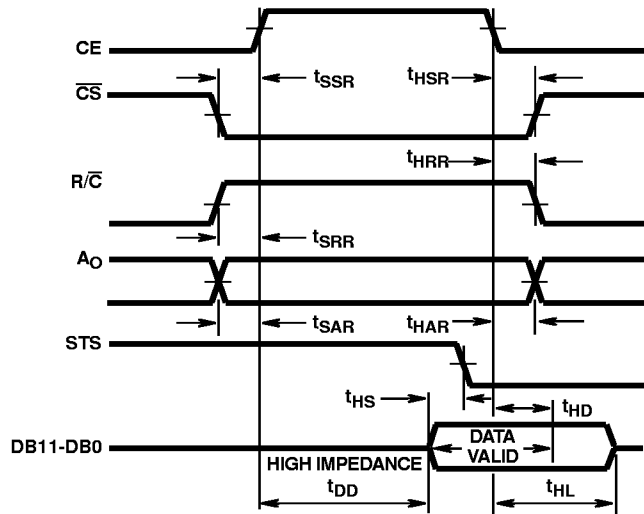 CE
tSSR
tHSR
CS
tHRR
R/C
tSRR
AO
tSAR
tHAR
STS
tHS
tHD
DB11-DB0
DATA
VALID
HIGH IMPEDANCE
tDD
tHL